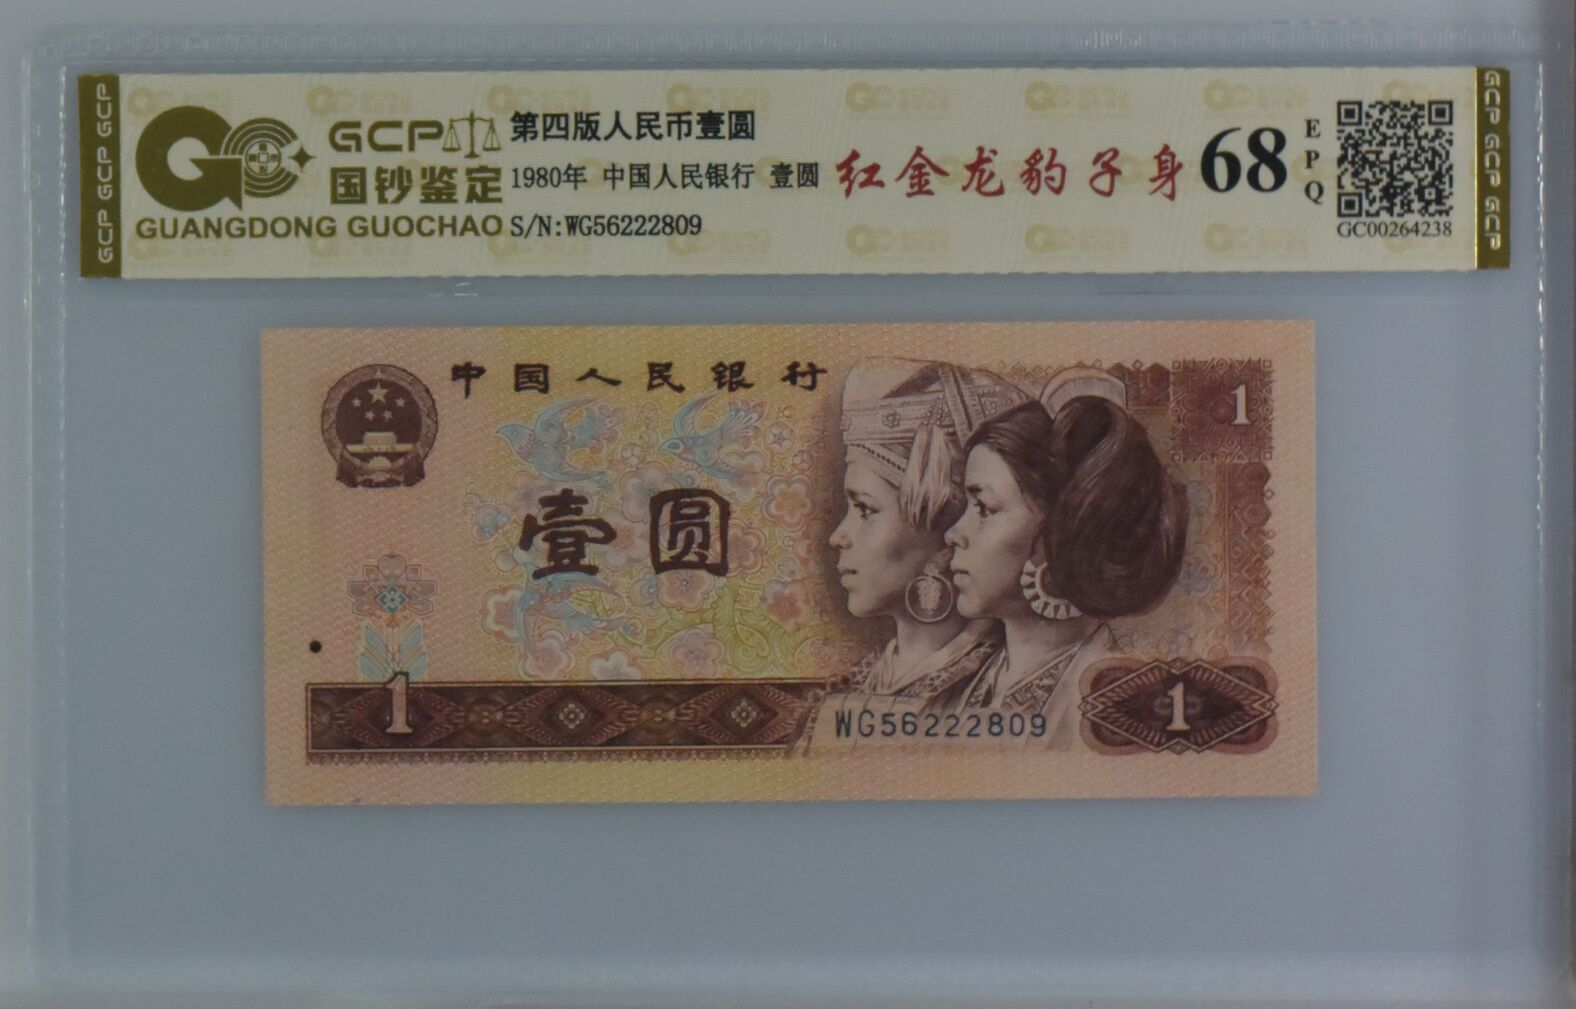 GCP GCP GCP
GCP
国钞鉴定
GUANGDONG GUOCHAO
第四版人民币壹圆
1980年 中国人民银行 壹圆
S/N:WG56222809
红金龙豹子身
68
EPQ
GC00264238
GCP GCP GCP
中国人民银行
1
壹圆
1
WG56222809
1